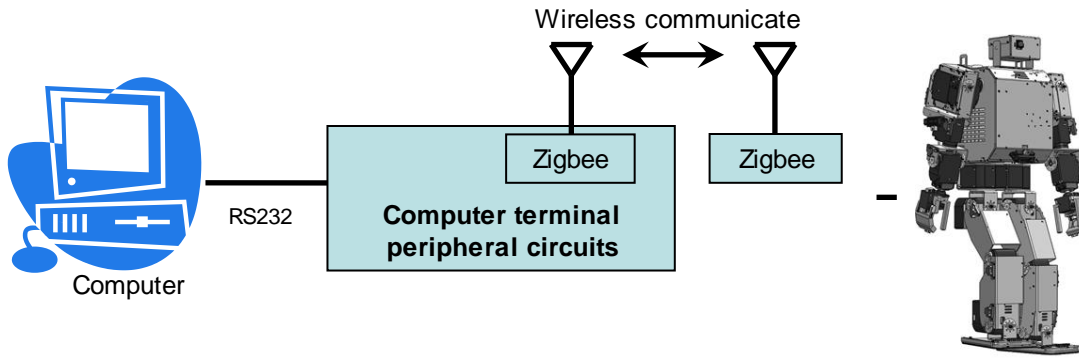 Wireless communicate
Zigbee
Zigbee
RS232
Computer terminal
peripheral circuits
Computer